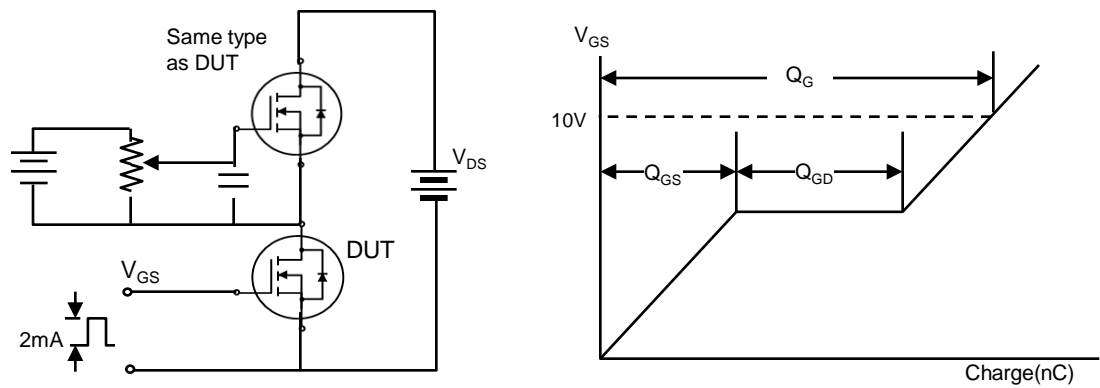 Same type
as DUT
V_DS
DUT
V_GS
2mA
V_GS
Q_G
10V
Q_GS
Q_GD
Charge(nC)